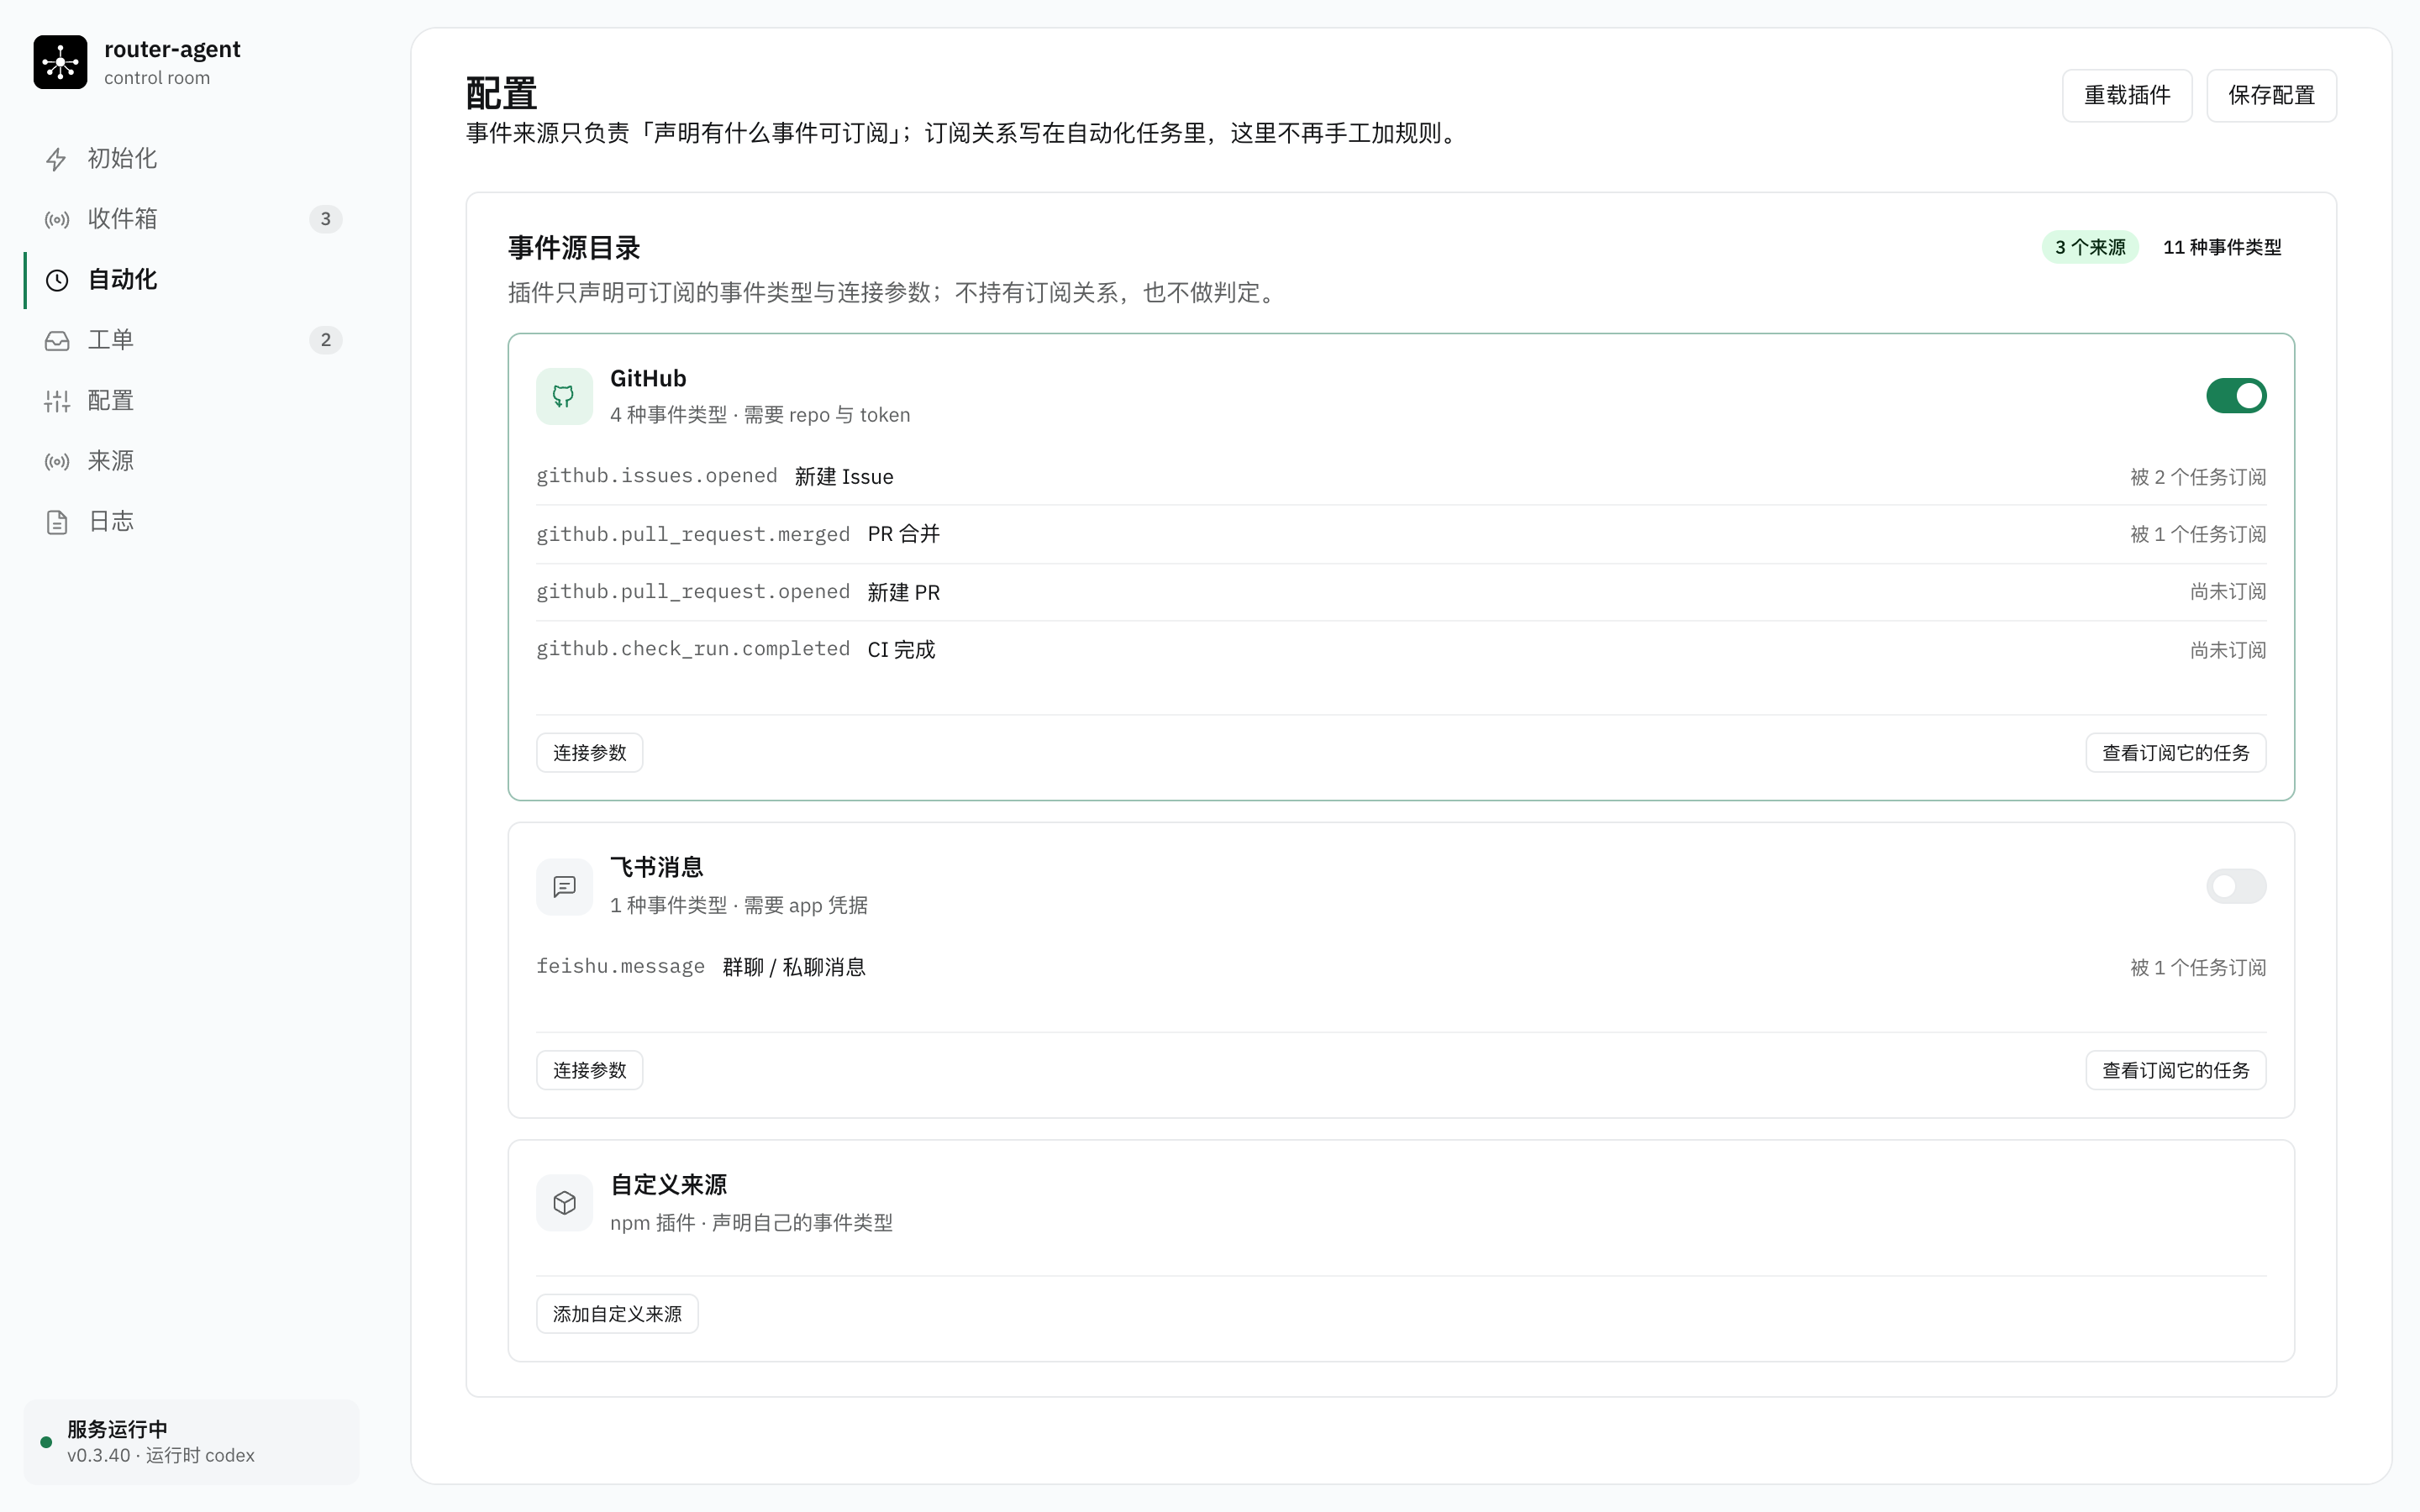 router-agent
control room
初始化
收件箱 3
自动化
工单 2
配置
来源
日志
服务运行中
v0.3.40 · 运行时 codex
配置
事件来源只负责「声明有什么事件可订阅」；订阅关系写在自动化任务里，这里不再手工加规则。
重载插件 保存配置
事件源目录
3 个来源 11 种事件类型
插件只声明可订阅的事件类型与连接参数；不持有订阅关系，也不做判定。
GitHub
4 种事件类型 · 需要 repo 与 token
github.issues.opened 新建 Issue 被 2 个任务订阅
github.pull_request.merged PR 合并 被 1 个任务订阅
github.pull_request.opened 新建 PR 尚未订阅
github.check_run.completed CI 完成 尚未订阅
连接参数 查看订阅它的任务
飞书消息
1 种事件类型 · 需要 app 凭据
feishu.message 群聊 / 私聊消息 被 1 个任务订阅
连接参数 查看订阅它的任务
自定义来源
npm 插件 · 声明自己的事件类型
添加自定义来源